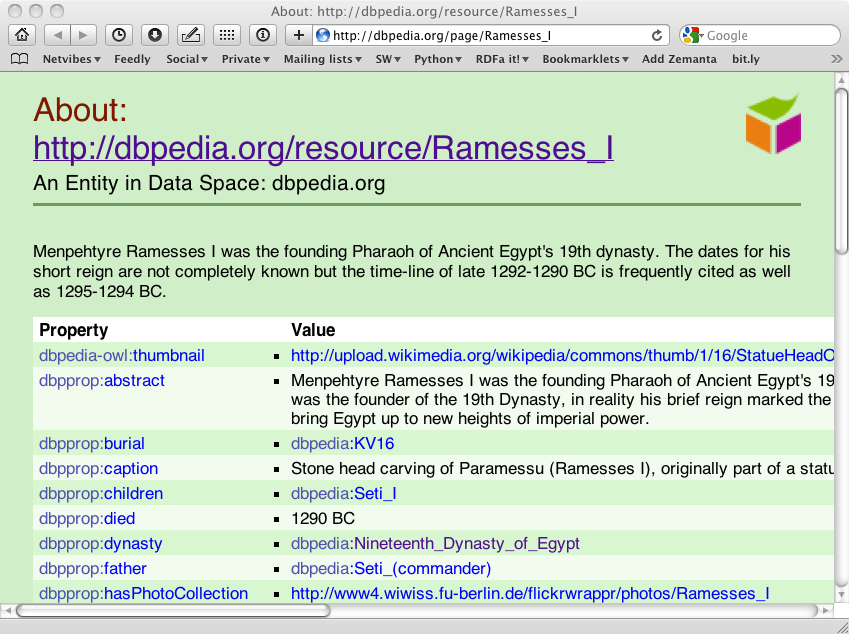 About: http://dbpedia.org/resource/Ramesses_I
http://dbpedia.org/page/Ramesses_I
Google
Netvibes Feedly Social Private Mailing lists SW Python RDFa it! Bookmarklets Add Zemanta bit.ly
About:
http://dbpedia.org/resource/Ramesses_I
An Entity in Data Space: dbpedia.org
Menpehtyre Ramesses I was the founding Pharaoh of Ancient Egypt's 19th dynasty. The dates for his
short reign are not completely known but the time-line of late 1292-1290 BC is frequently cited as well
as 1295-1294 BC.
Property Value
dbpedia-owl:thumbnail http://upload.wikimedia.org/wikipedia/commons/thumb/1/16/StatueHeadO
dbpprop:abstract Menpehtyre Ramesses I was the founding Pharaoh of Ancient Egypt's 19
was the founder of the 19th Dynasty, in reality his brief reign marked the
bring Egypt up to new heights of imperial power.
dbpprop:burial dbpedia:KV16
dbpprop:caption Stone head carving of Paramessu (Ramesses I), originally part of a statu
dbpprop:children dbpedia:Seti_I
dbpprop:died 1290 BC
dbpprop:dynasty dbpedia:Nineteenth_Dynasty_of_Egypt
dbpprop:father dbpedia:Seti_(commander)
dbpprop:hasPhotoCollection http://www4.wiwiss.fu-berlin.de/flickrwrappr/photos/Ramesses_I